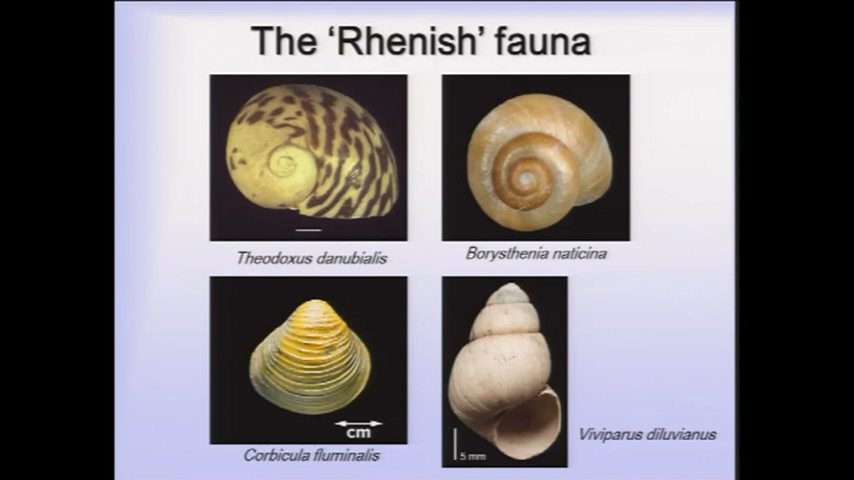 The ‘Rhenish’ fauna
Theodoxus danubialis
Borysthenia naticina
cm
Corbicula fluminalis
5 mm
Viviparus diluvianus